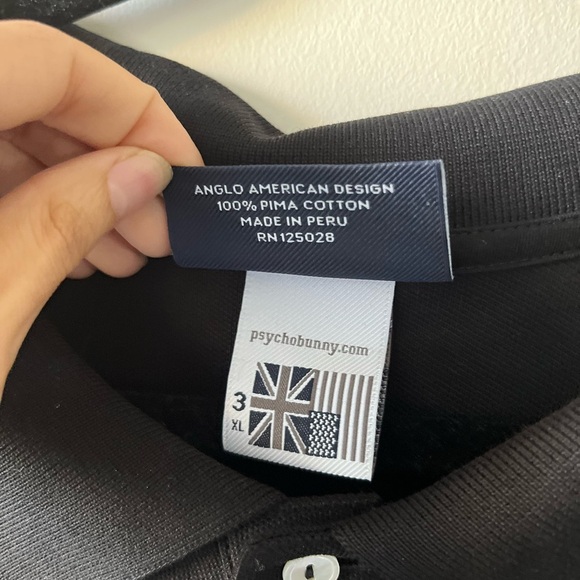 ANGLO AMERICAN DESIGN
100% PIMA COTTON
MADE IN PERU
RN125028
psychobunny.com
3
XL